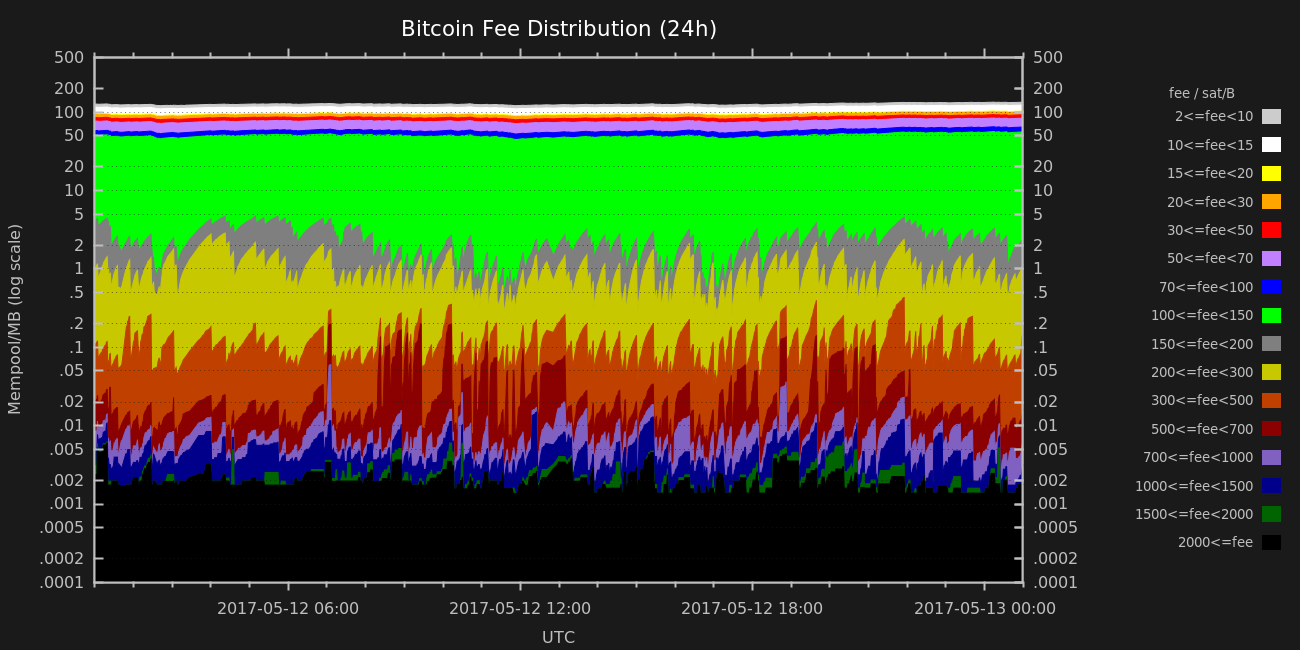 Bitcoin Fee Distribution (24h)
500
200
100
50
20
10
5
2
1
.5
.2
.1
.05
.02
.01
.005
.002
.001
.0005
.0002
.0001
Mempool/MB (log scale)
500
200
100
50
20
10
5
2
1
.5
.2
.1
.05
.02
.01
.005
.002
.001
.0005
.0002
.0001
2017-05-12 06:00 2017-05-12 12:00 2017-05-12 18:00 2017-05-13 00:00
UTC
fee / sat/B
2<=fee<10
10<=fee<15
15<=fee<20
20<=fee<30
30<=fee<50
50<=fee<70
70<=fee<100
100<=fee<150
150<=fee<200
200<=fee<300
300<=fee<500
500<=fee<700
700<=fee<1000
1000<=fee<1500
1500<=fee<2000
2000<=fee